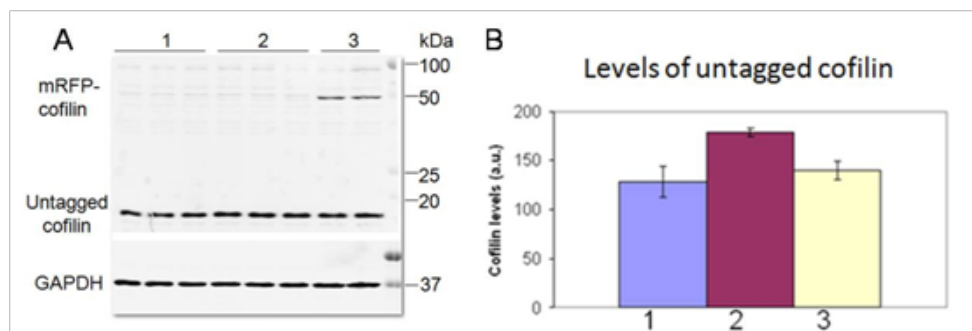 A
1 2 3 kDa
mRFP-
cofilin
100
50
25
20
Untagged
cofilin
GAPDH
37
B
Levels of untagged cofilin
Cofilin levels (a.u.)
200
150
100
50
0
1 2 3